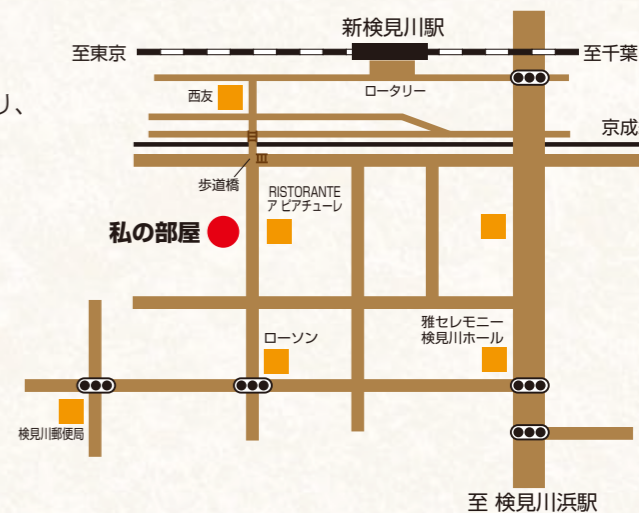 新検見川駅
至東京
至千葉
ロータリー
西友
り、
京成
歩道橋
RISTORANTE
ア ピアチューレ
私の部屋
ローソン
雅セレモニー
検見川ホール
検見川郵便局
至 検見川浜駅